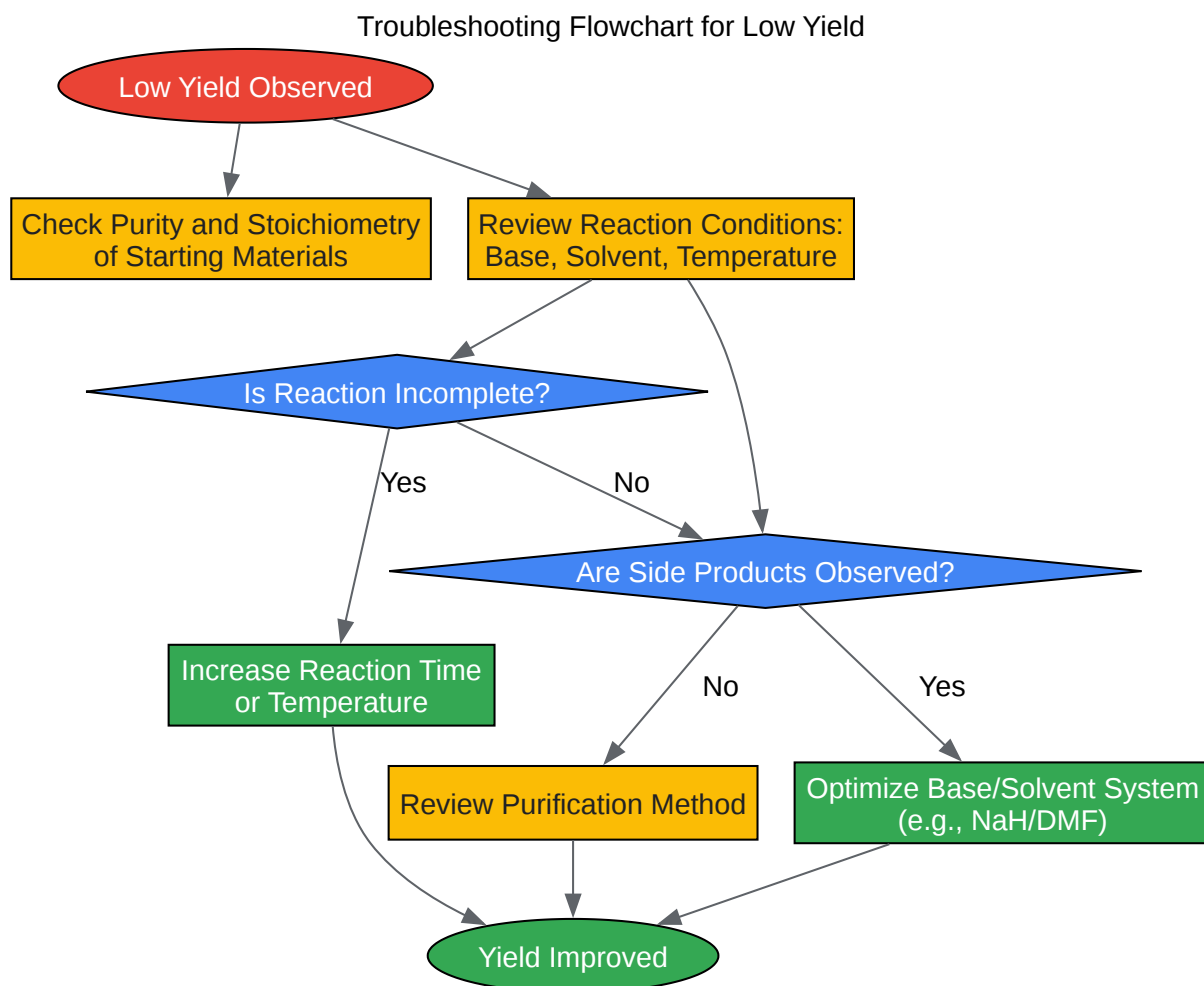 Troubleshooting Flowchart for Low Yield
Low Yield Observed
Check Purity and Stoichiometry
of Starting Materials
Review Reaction Conditions:
Base, Solvent, Temperature
Is Reaction Incomplete?
Yes
No
Are Side Products Observed?
Increase Reaction Time
or Temperature
No
Yes
Review Purification Method
Optimize Base/Solvent System
(e.g., NaH/DMF)
Yield Improved